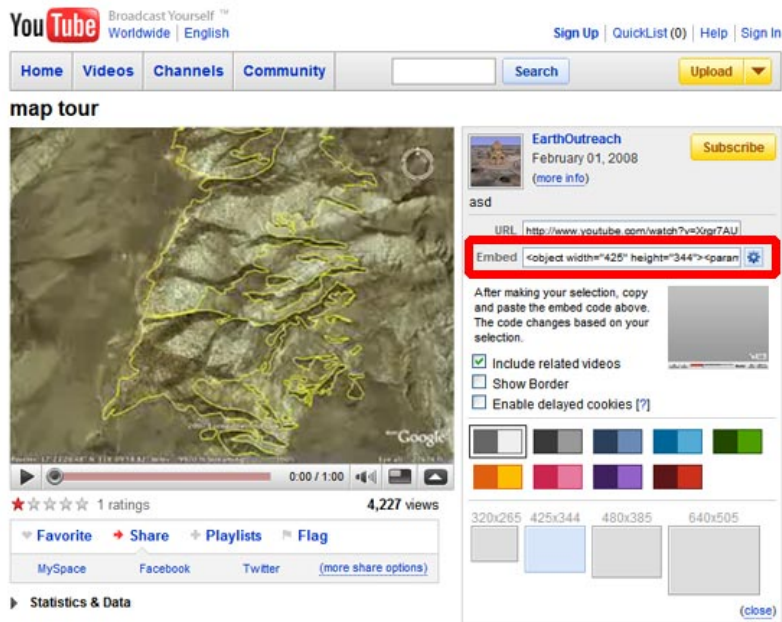 You Tube Broadcast Yourself ™
Worldwide | English
Sign Up | QuickList (0) | Help | Sign In
Home Videos Channels Community Search Upload
map tour
EarthOutreach
February 01, 2008
(more info)
Subscribe
asd
URL http://www.youtube.com/watch?v=Xrgr7AU
Embed <object width="425" height="344"><param
After making your selection, copy
and paste the embed code above.
The code changes based on your
selection.
Include related videos
Show Border
Enable delayed cookies [?]
Google
0:00 / 1:00
1 ratings 4,227 views
Favorite Share Playlists Flag
MySpace Facebook Twitter (more share options)
Statistics & Data
320x265 425x344 480x385 640x505
(close)